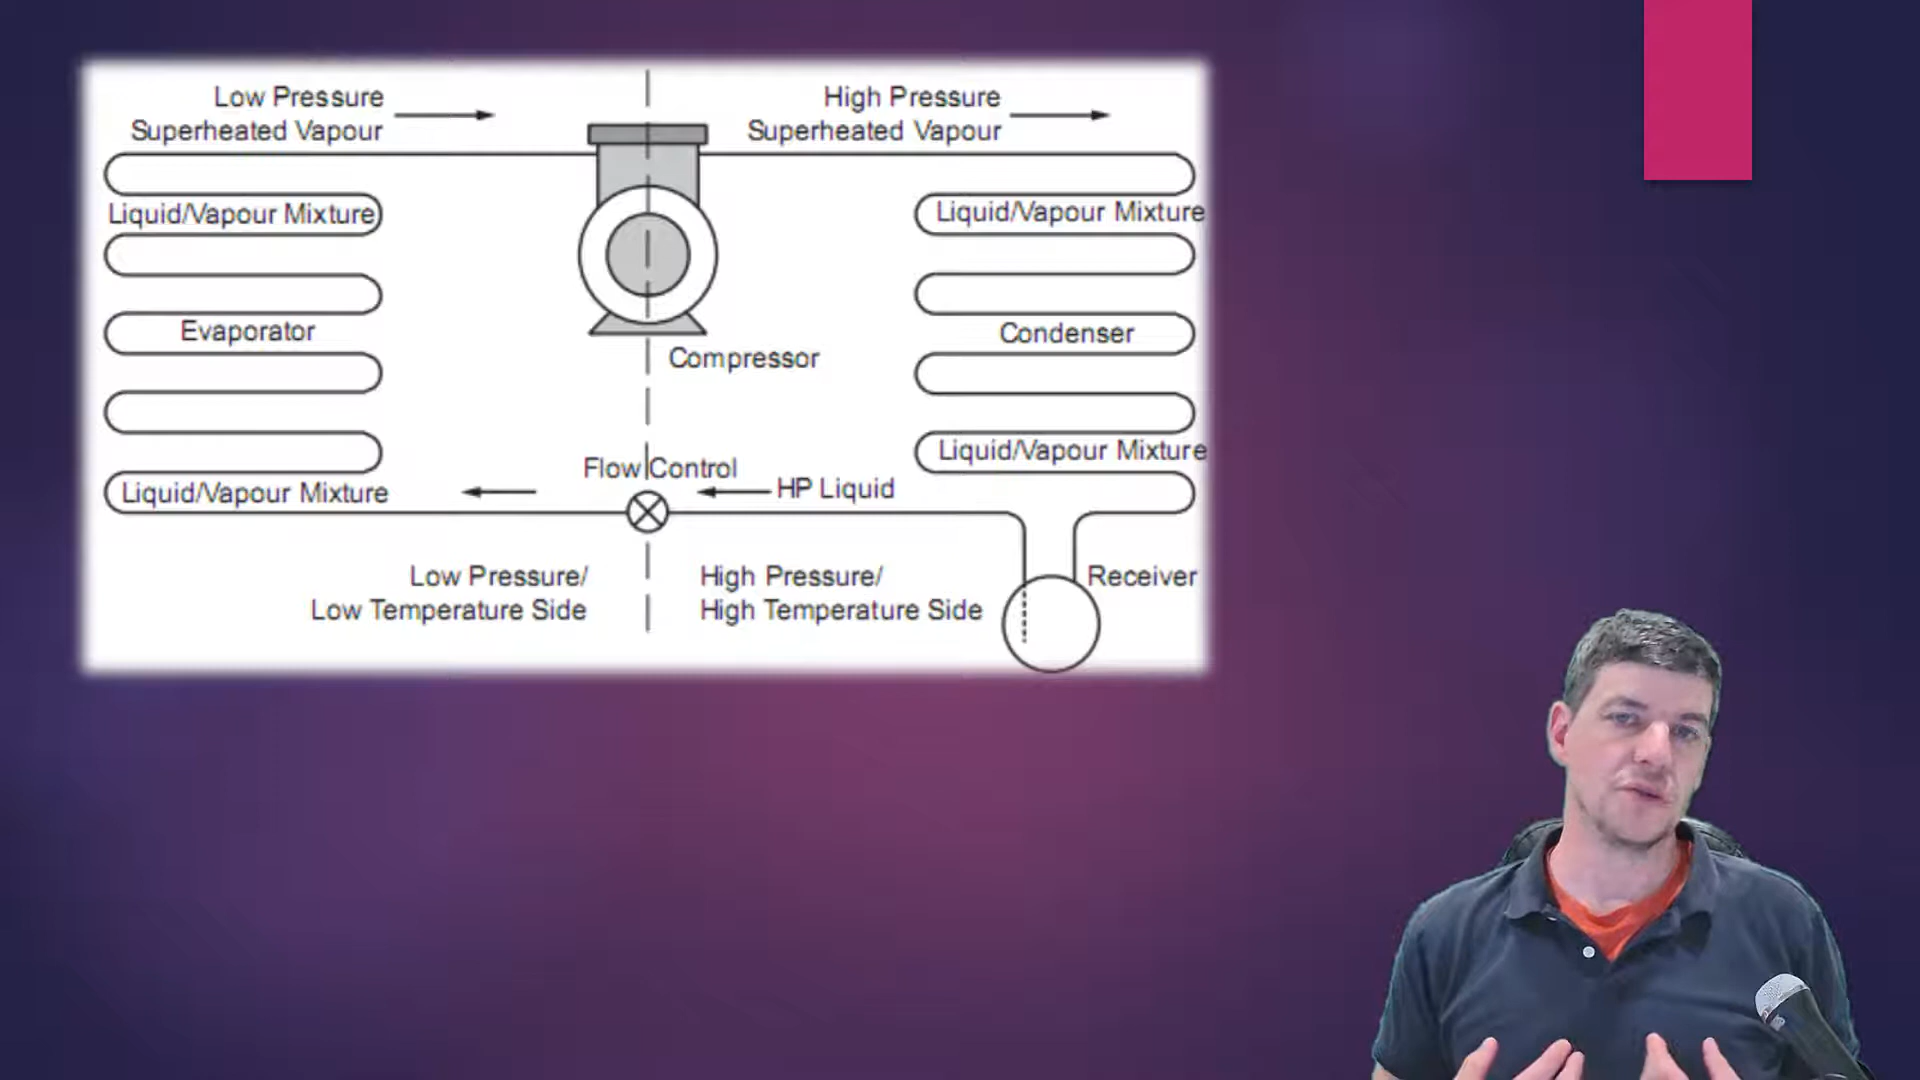 Low Pressure
Superheated Vapour
High Pressure
Superheated Vapour
Liquid/Vapour Mixture
Liquid/Vapour Mixture
Evaporator
Condenser
Compressor
Liquid/Vapour Mixture
Flow Control
Liquid/Vapour Mixture
HP Liquid
Low Pressure/
Low Temperature Side
High Pressure/
High Temperature Side
Receiver